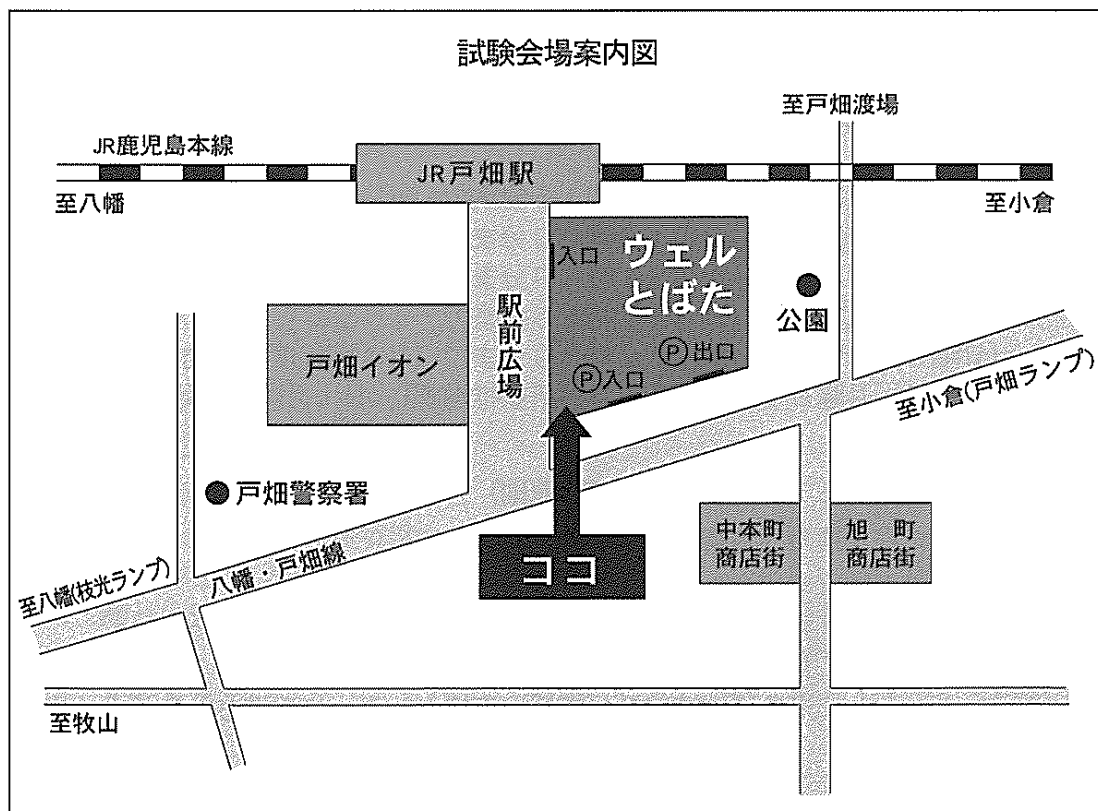 試験会場案内図
至戸畑渡場
JR鹿児島本線
JR戸畑駅
至八幡
至小倉
入口
ウェル
とばた
公園
駅前広場
戸畑イオン
Ⓟ出口
Ⓟ入口
至小倉(戸畑ランプ)
戸畑警察署
中本町
商店街
旭 町
商店街
八幡・戸畑線
ココ
至八幡(枝光ランプ)
至牧山